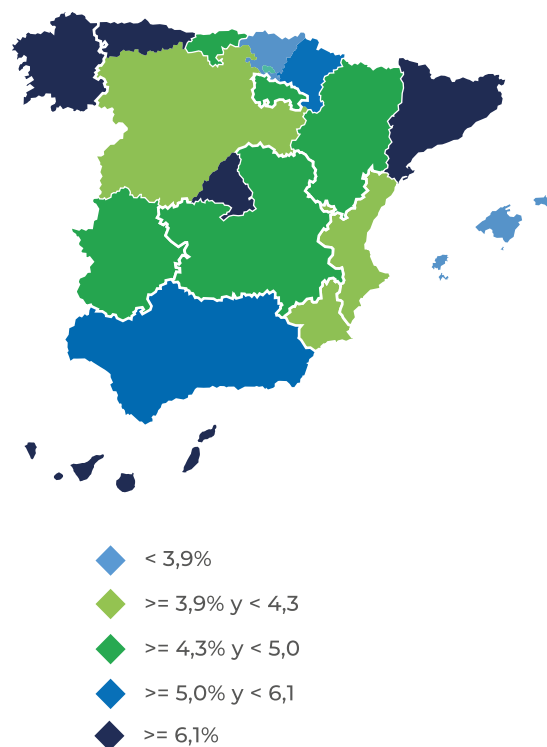 < 3,9%
>= 3,9% y < 4,3
>= 4,3% y < 5,0
>= 5,0% y < 6,1
>= 6,1%